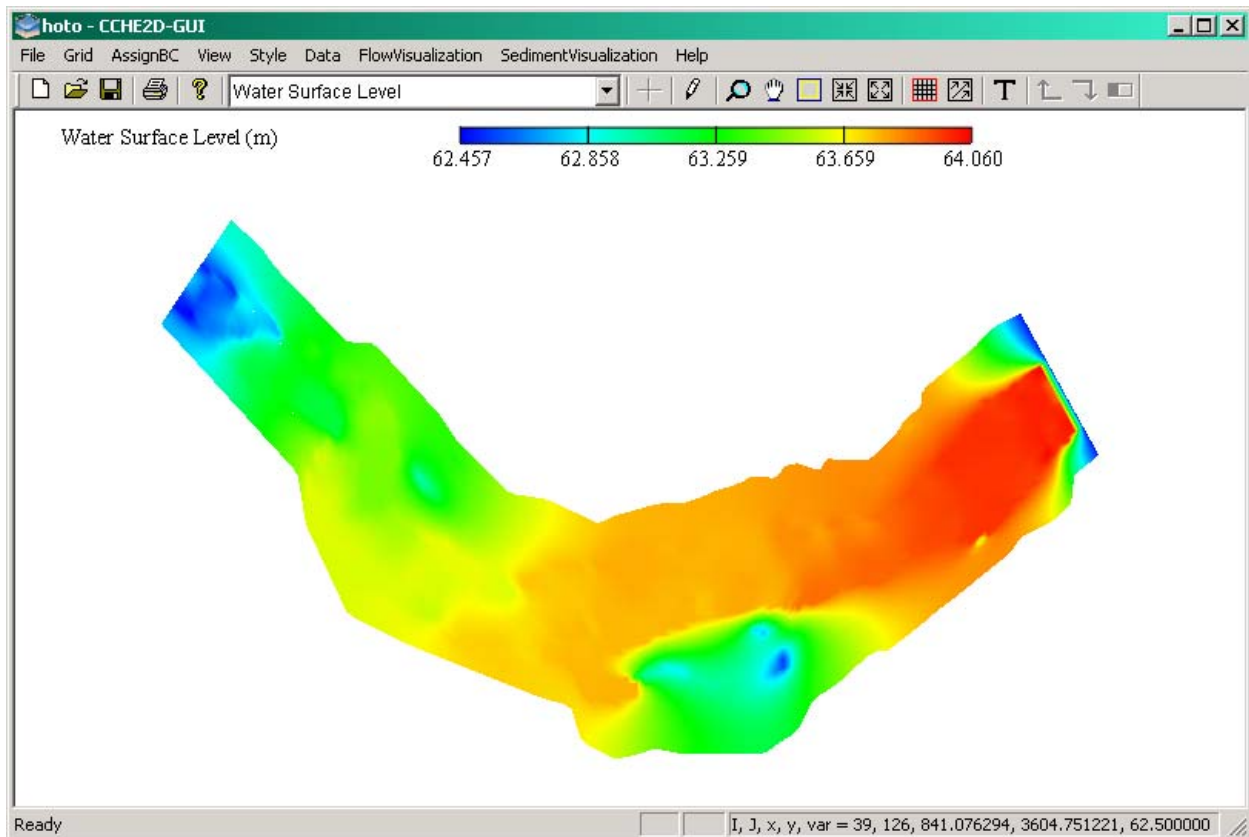 hoto - CCHE2D-GUI
File Grid AssignBC View Style Data FlowVisualization SedimentVisualization Help
Water Surface Level
T
Water Surface Level (m)
62.457 62.858 63.259 63.659 64.060
Ready
I, J, x, y, var = 39, 126, 841.076294, 3604.751221, 62.500000